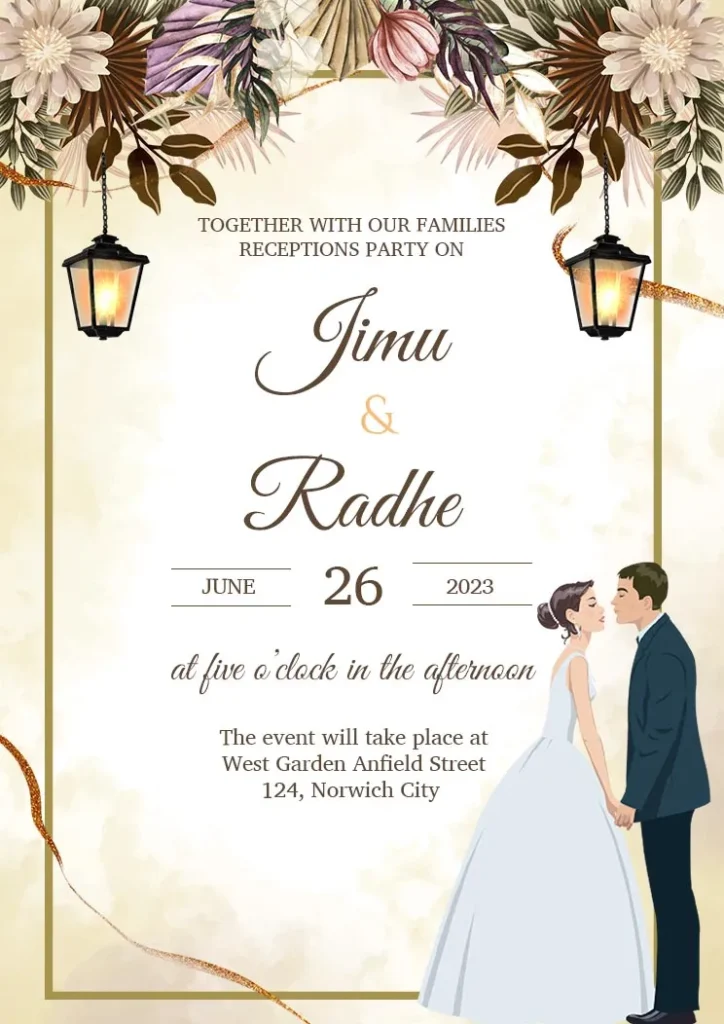 TOGETHER WITH OUR FAMILIES
RECEPTIONS PARTY ON
Jimu
&
Radhe
JUNE 26 2023
at five o'clock in the afternoon
The event will take place at
West Garden Anfield Street
124, Norwich City